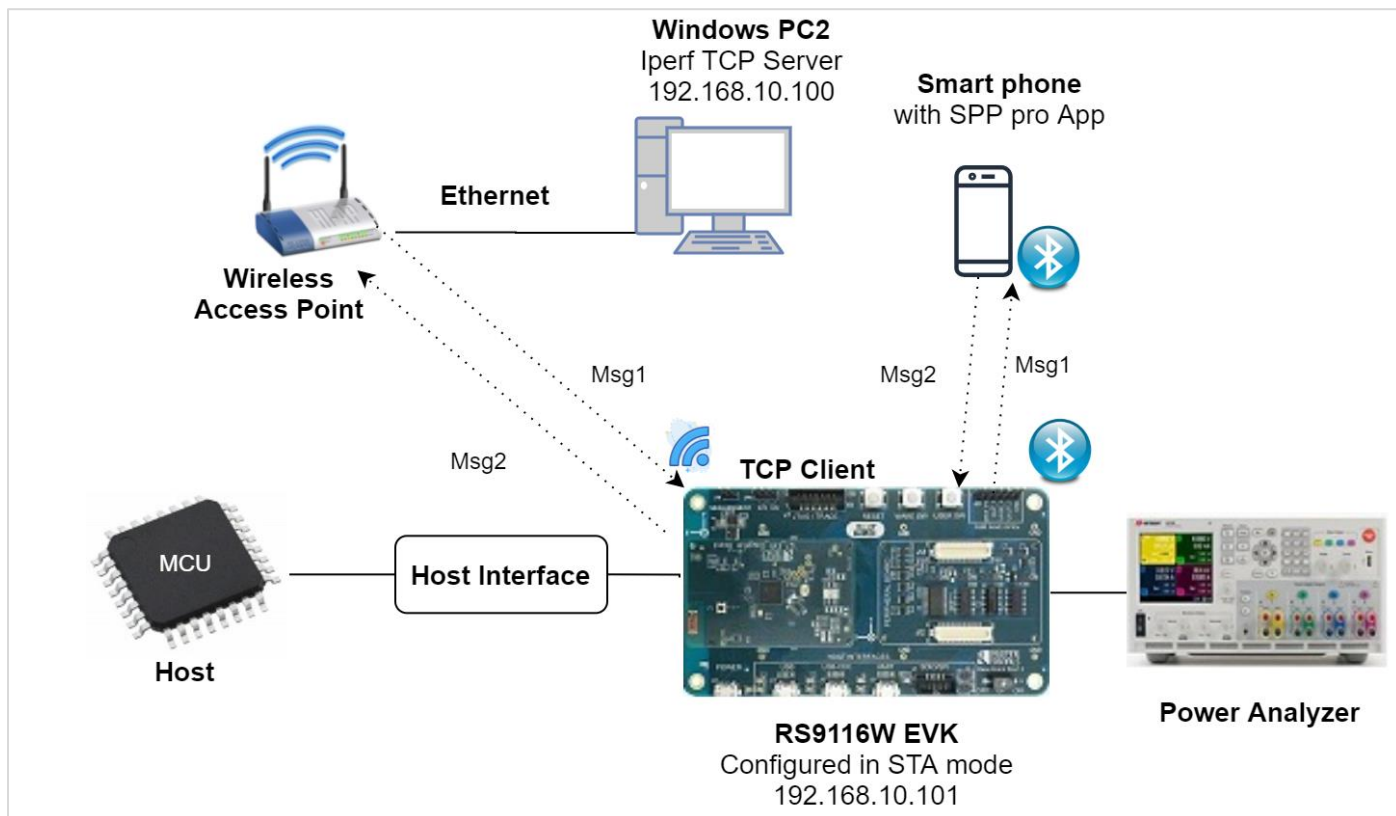 Windows PC2
Iperf TCP Server
192.168.10.100
Smart phone
with SPP pro App
Ethernet
Wireless
Access Point
Msg1
Msg2
Msg1
Msg2
TCP Client
MCU
Host Interface
Host
RS9116W EVK
Configured in STA mode
192.168.10.101
Power Analyzer